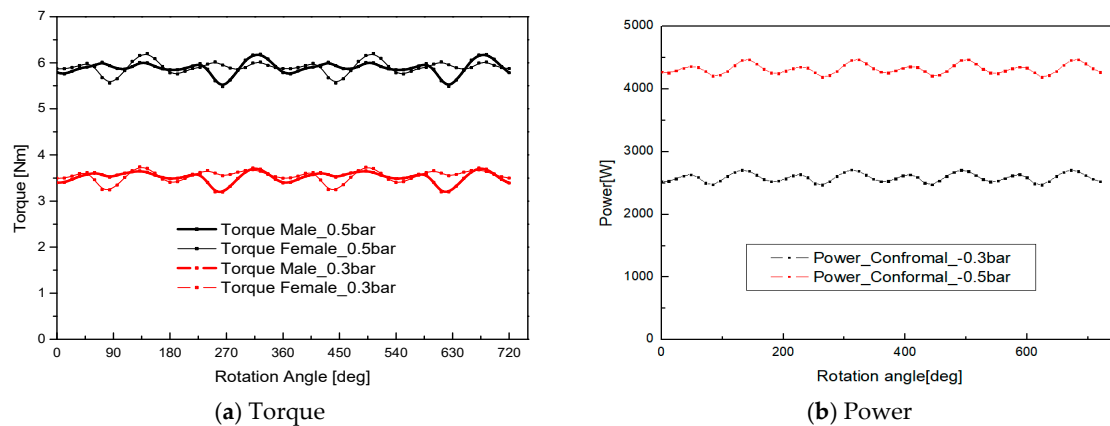 7
6
5
4
3
2
1
0
Torque [Nm]
Torque Male_0.5bar
Torque Female_0.5bar
Torque Male_0.3bar
Torque Female_0.3bar
0 90 180 270 360 450 540 630 720
Rotation Angle [deg]
(a) Torque
5000
4000
3000
2000
1000
0
Power[W]
Power_Confromal_-0.3bar
Power_Conformal_-0.5bar
0 200 400 600
Rotation angle[deg]
(b) Power